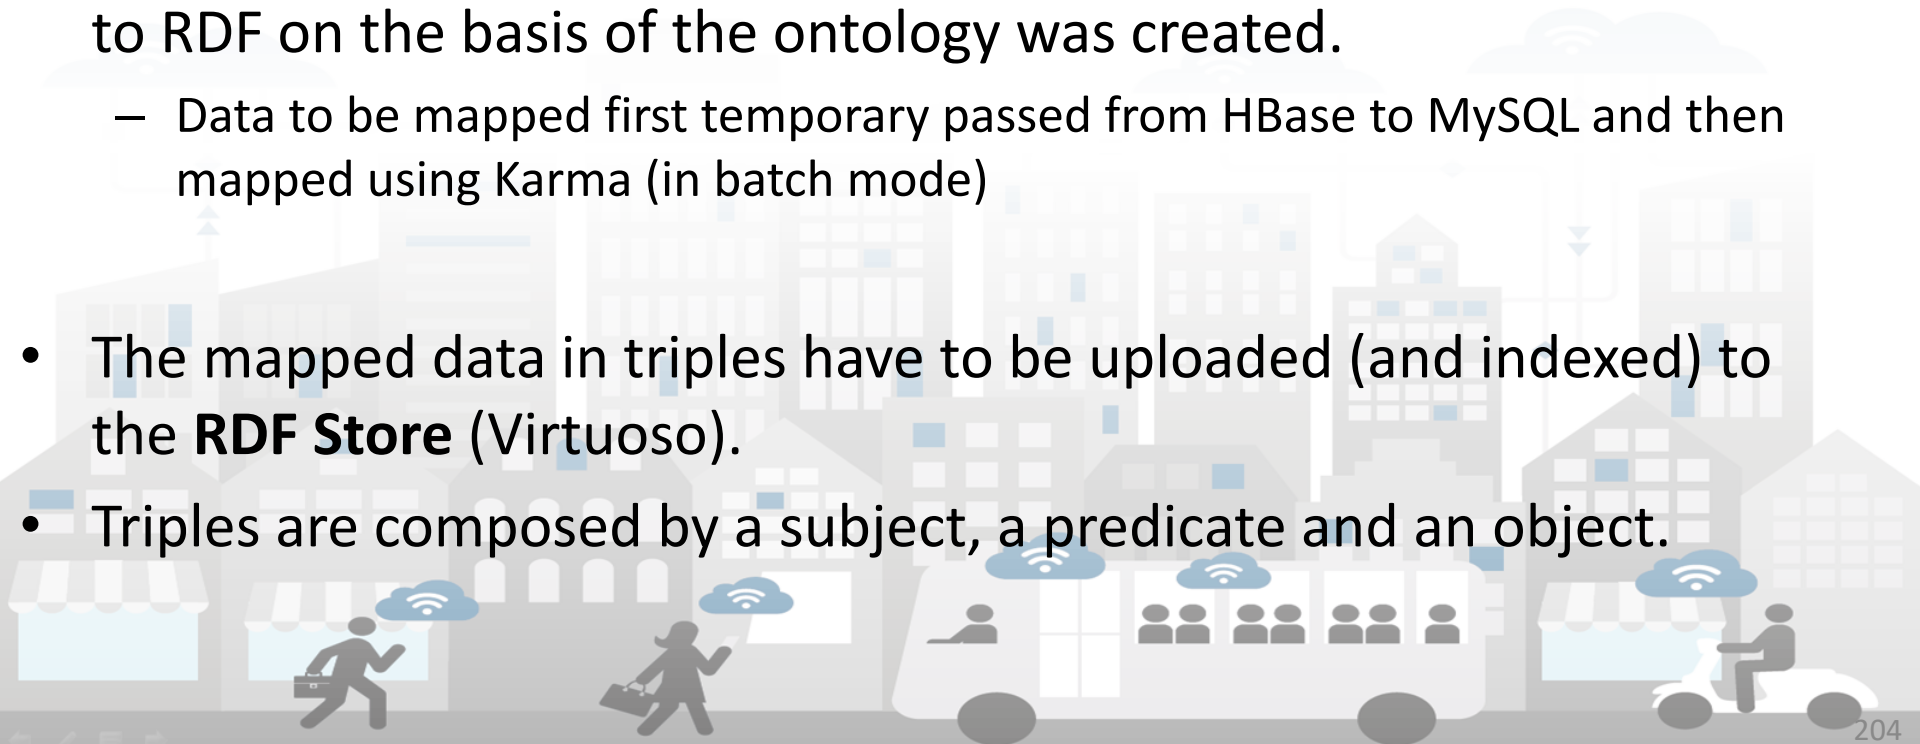 to RDF on the basis of the ontology was created.
– Data to be mapped first temporary passed from HBase to MySQL and then
mapped using Karma (in batch mode)
• The mapped data in triples have to be uploaded (and indexed) to
the RDF Store (Virtuoso).
• Triples are composed by a subject, a predicate and an object.
204